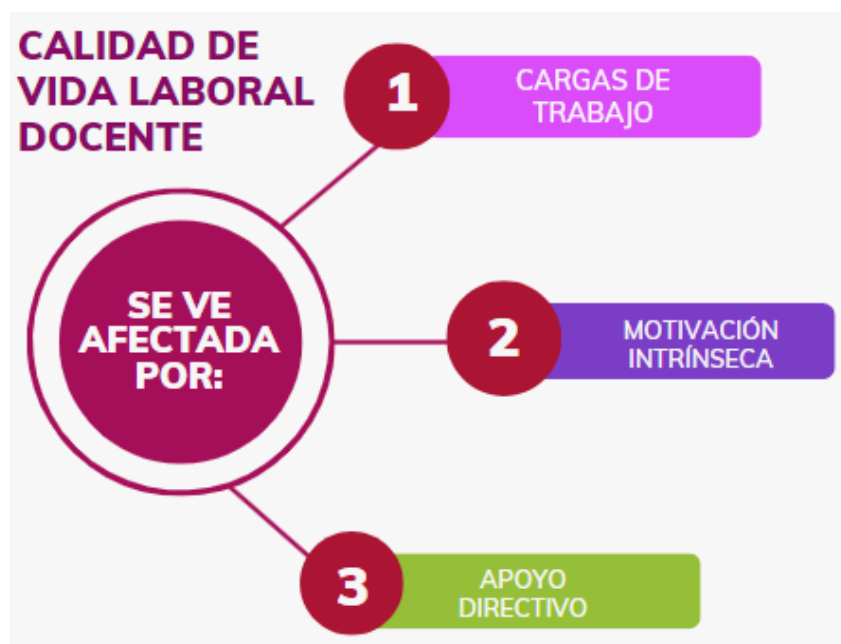 CALIDAD DE
VIDA LABORAL
DOCENTE
SE VE
AFECTADA
POR:
1
CARGAS DE
TRABAJO
2
MOTIVACIÓN
INTRÍNSECA
3
APOYO
DIRECTIVO